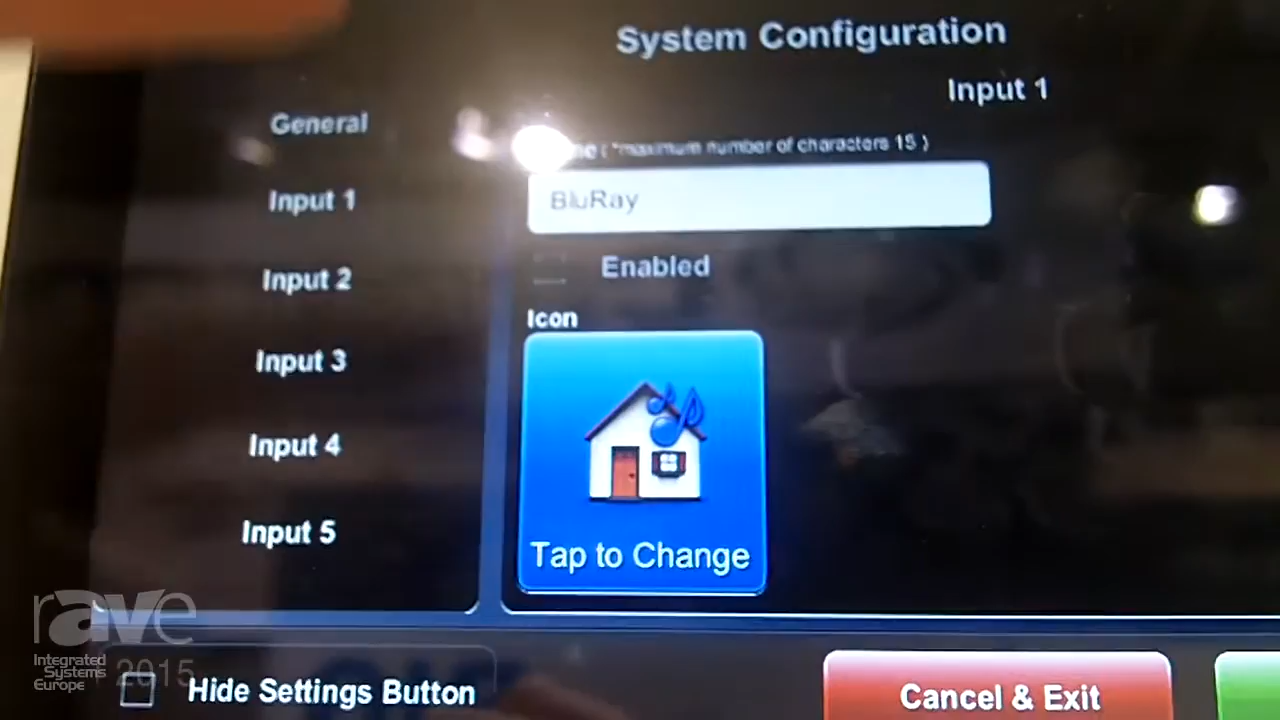 System Configuration
Input 1
General
Input 1
Input 2
Input 3
Input 4
Input 5
( *maximum number of characters 15 )
BluRay
Enabled
Icon
Tap to Change
Hide Settings Button
Cancel & Exit
rave
Integrated
Systems
Europe
2015